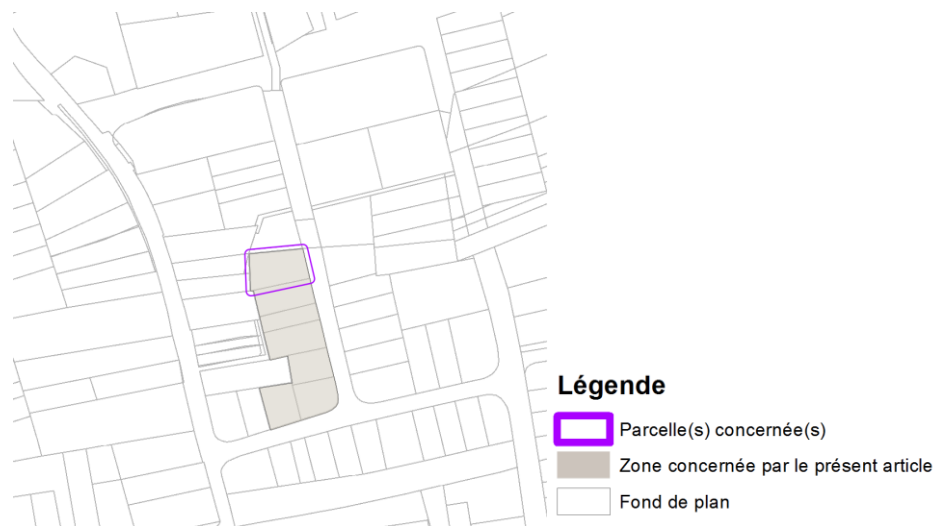 Légende
Parcelle(s) concernée(s)
Zone concernée par le présent article
Fond de plan